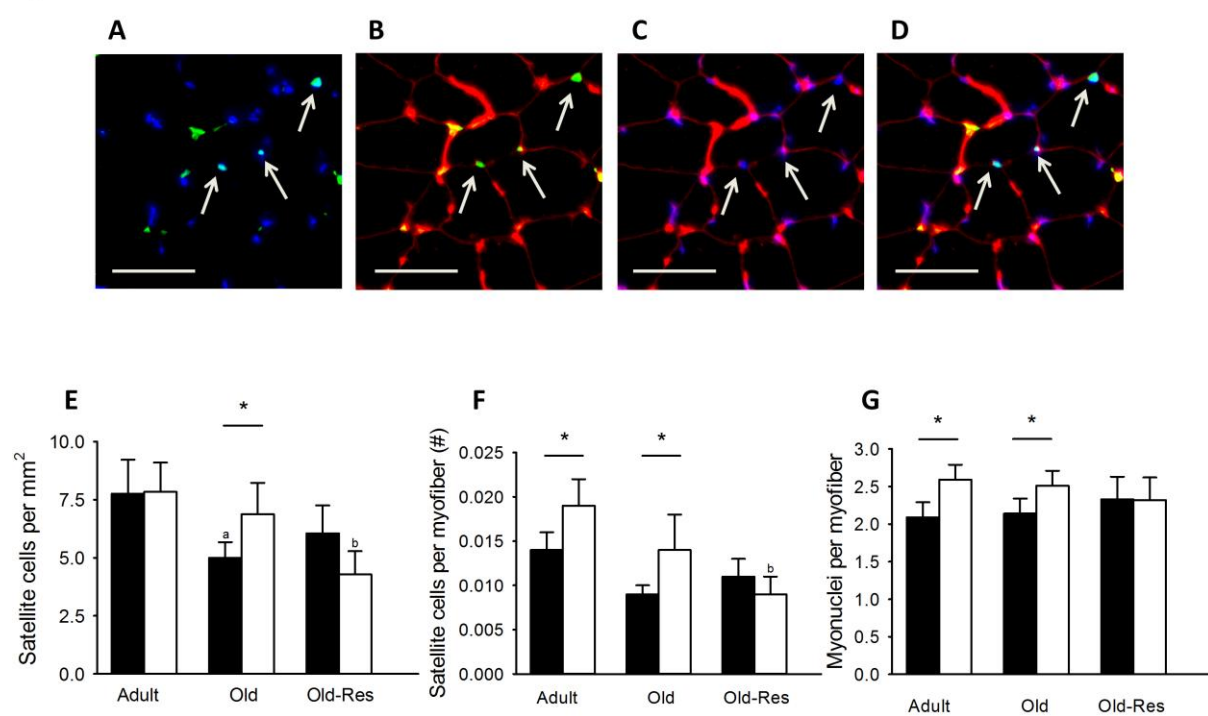 A
B
C
D
E
Satellite cells per mm2
10.0
7.5
5.0
2.5
0.0
*
a
b
Adult
Old
Old-Res
F
Satellite cells per myofiber (#)
0.025
0.020
0.015
0.010
0.005
0.000
*
*
b
Adult
Old
Old-Res
G
Myonuclei per myofiber
3.0
2.5
2.0
1.5
1.0
0.5
0.0
*
*
Adult
Old
Old-Res